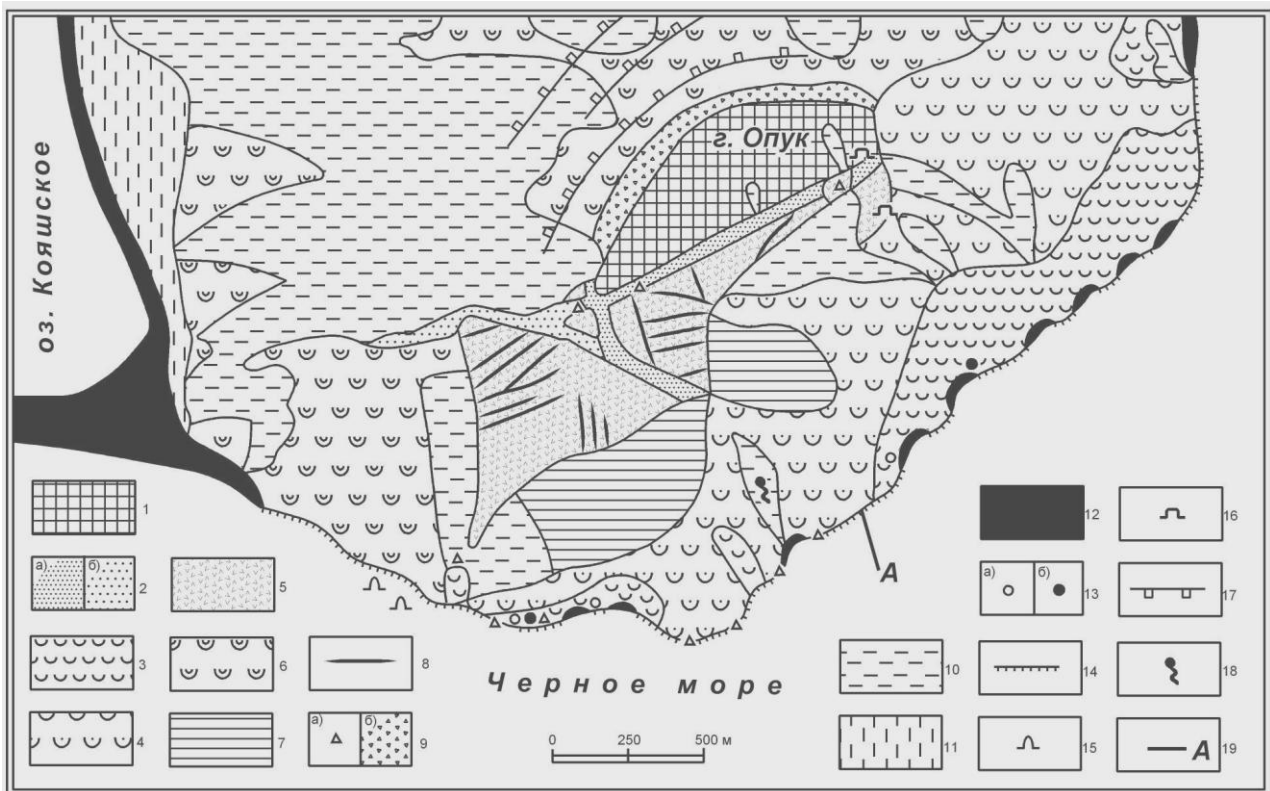 г. Опук
оз. Кояшское
1
а) б) 2
5
3
6
8
4
7
а) б) 9
Черное море
0 250 500 м
А
12
16
а) б) 13
17
10
14
18
11
15
А 19